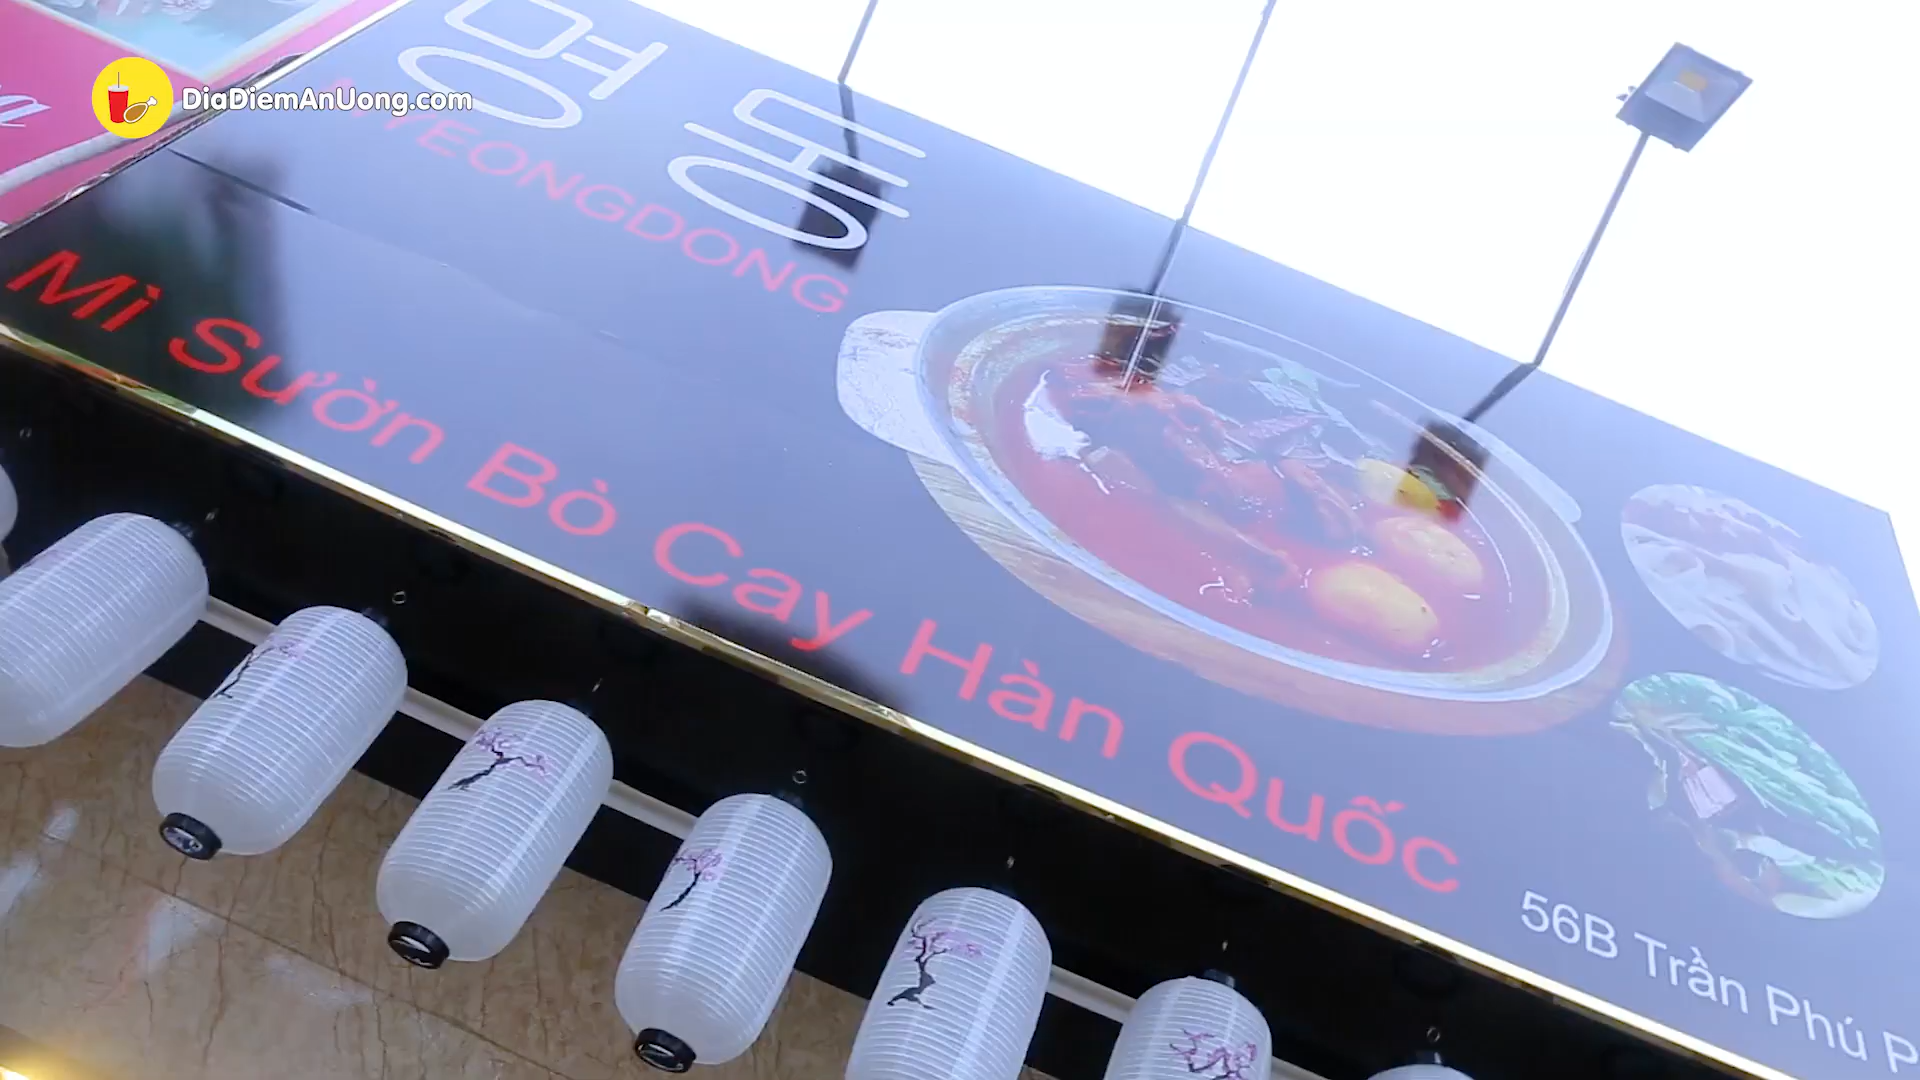 DiaDiemAnUong.com
명동
MYEONGDONG
Mì Sườn Bò Cay Hàn Quốc
56B Trần Phú P